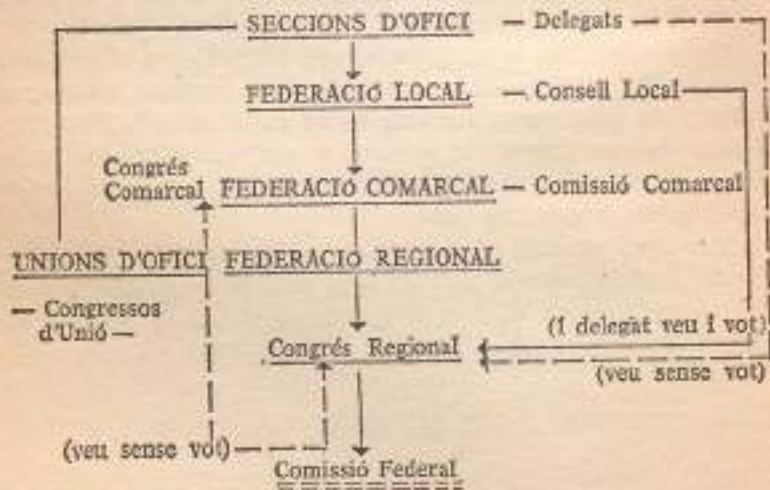 SECCIONS D'OFICI — Delegats
FEDERACIÓ LOCAL — Consell Local
Congrés
Comarcal FEDERACIÓ COMARCAL — Comissió Comarcal
UNIONS D'OFICI FEDERACIÓ REGIONAL
— Congressos
d'Unió —
(1 delegat veu i vot)
Congrés Regional
(veu sense vot)
(veu sense vot)
Comissió Federal